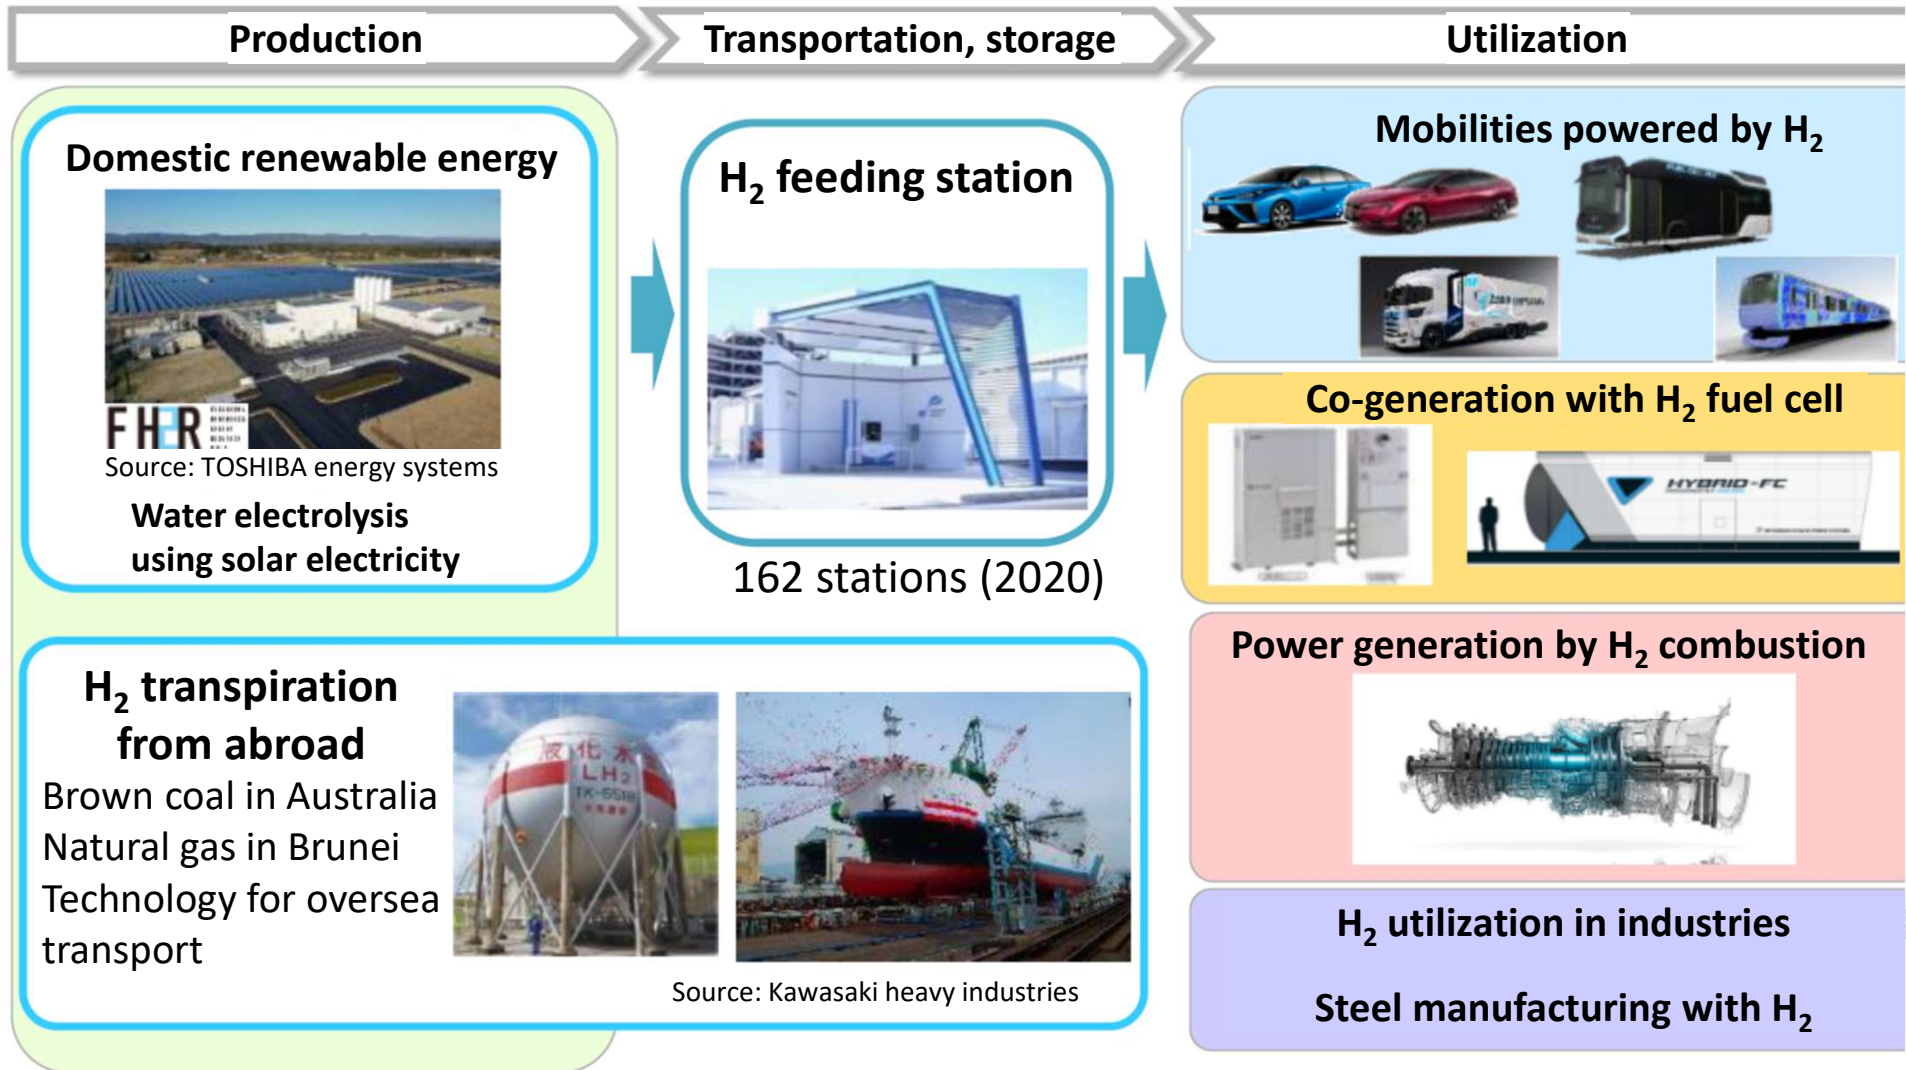 Production
Transportation, storage
Utilization
Domestic renewable energy
FH2R
Source: TOSHIBA energy systems
Water electrolysis
using solar electricity
H₂ feeding station
162 stations (2020)
H₂ transpiration
from abroad
Brown coal in Australia
Natural gas in Brunei
Technology for oversea
transport
液化水
LH₂
Source: Kawasaki heavy industries
Mobilities powered by H₂
Co-generation with H₂ fuel cell
HYBRID-FC
Power generation by H₂ combustion
H₂ utilization in industries
Steel manufacturing with H₂